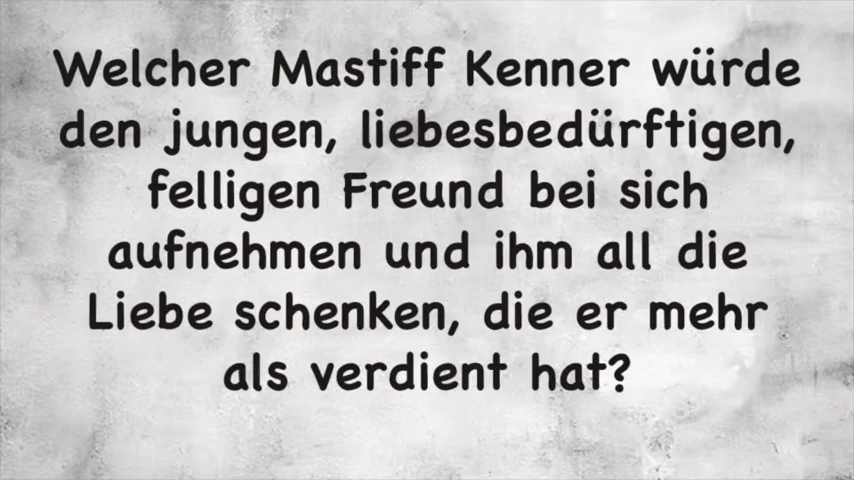 Welcher Mastiff Kenner würde
den jungen, liebesbedürftigen,
felligen Freund bei sich
aufnehmen und ihm all die
Liebe schenken, die er mehr
als verdient hat?